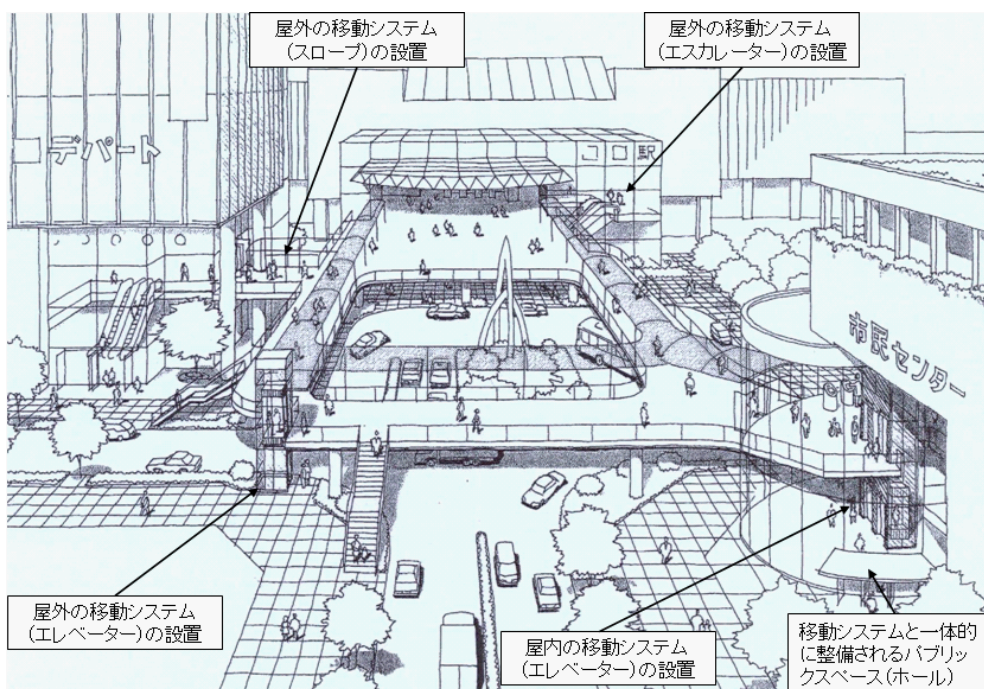 屋外の移動システム
（スロープ）の設置
屋外の移動システム
（エスカレーター）の設置
デパート
駅
市民センター
屋外の移動システム
（エレベーター）の設置
屋内の移動システム
（エレベーター）の設置
移動システムと一体的
に整備されるパブリッ
クスペース（ホール）